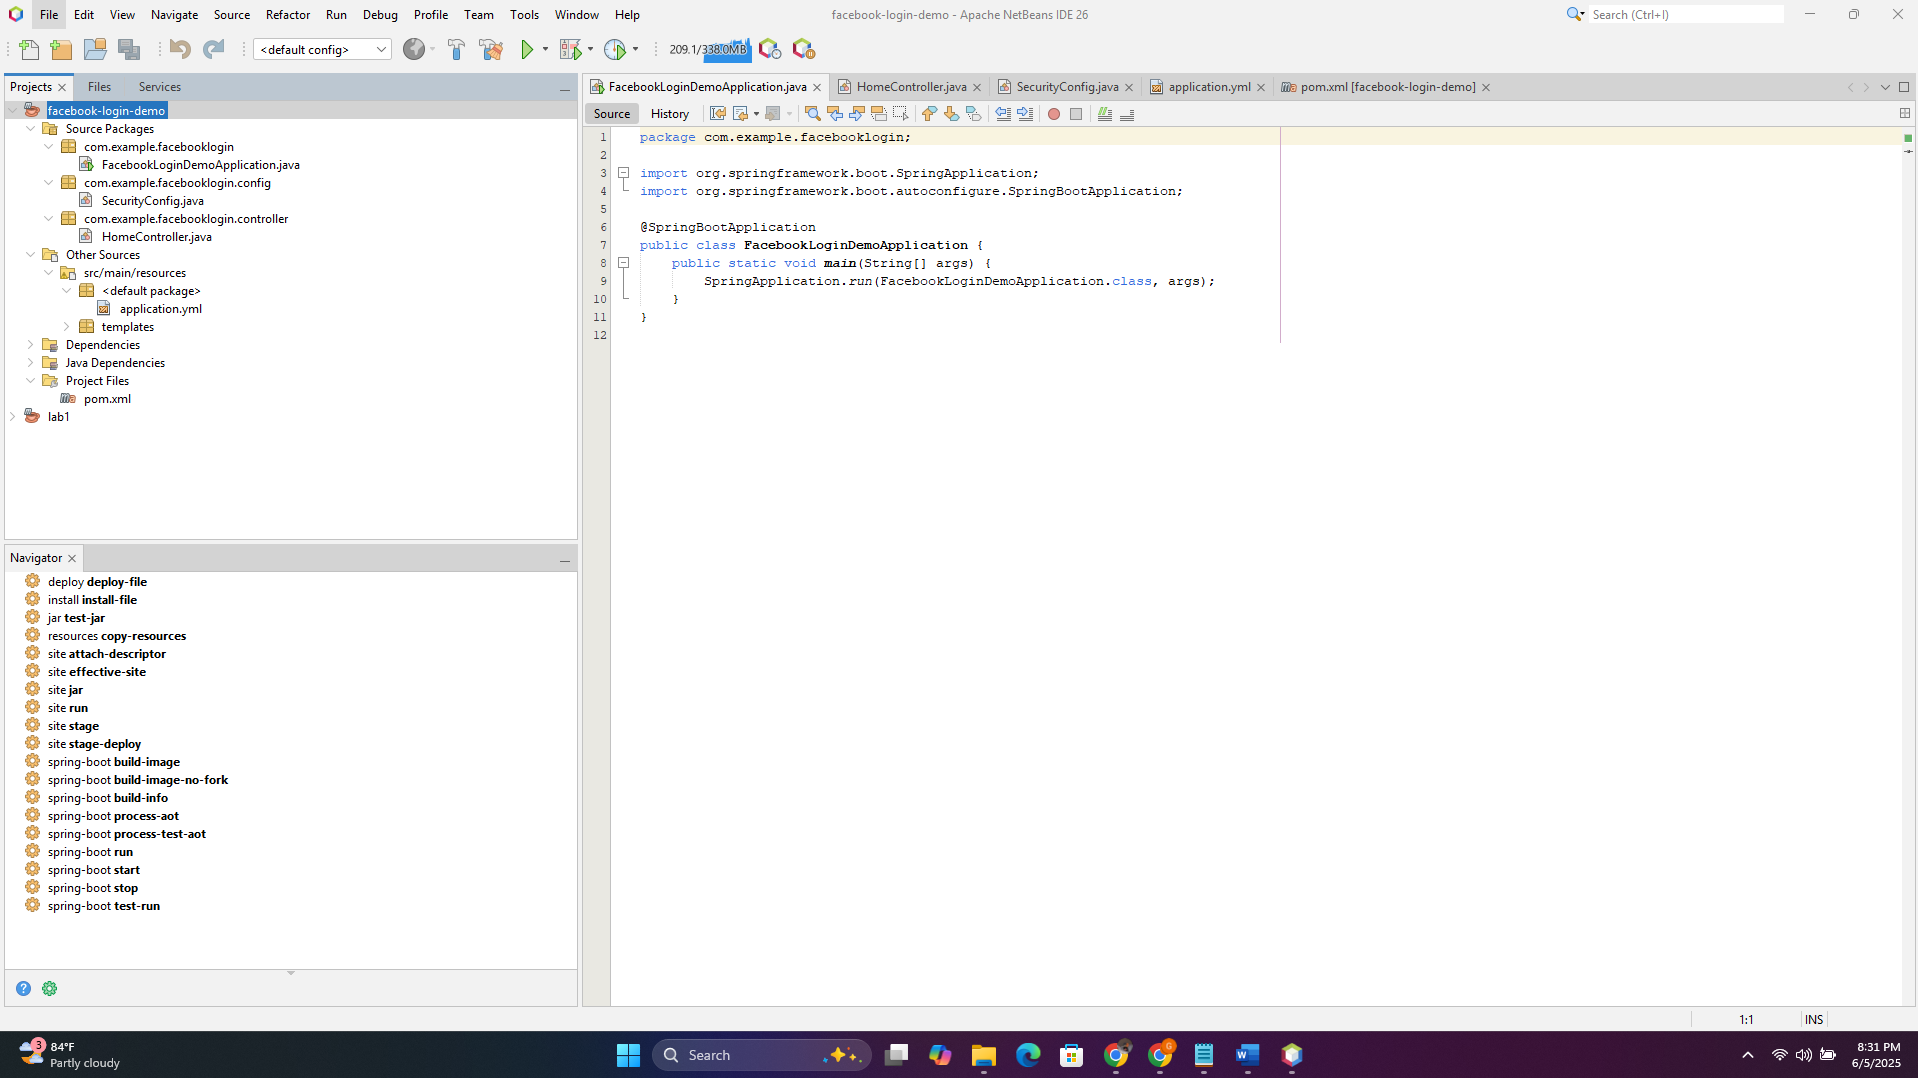 File Edit View Navigate Source Refactor Run Debug Profile Team Tools Window Help
facebook-login-demo - Apache NetBeans IDE 26
Search (Ctrl+I)
<default config>
209.1/338.0MB
Projects Files Services
facebook-login-demo
Source Packages
com.example.facebooklogin
FacebookLoginDemoApplication.java
com.example.facebooklogin.config
SecurityConfig.java
com.example.facebooklogin.controller
HomeController.java
Other Sources
src/main/resources
<default package>
application.yml
templates
Dependencies
Java Dependencies
Project Files
pom.xml
lab1
Navigator
deploy deploy-file
install install-file
jar test-jar
resources copy-resources
site attach-descriptor
site effective-site
site jar
site run
site stage
site stage-deploy
spring-boot build-image
spring-boot build-image-no-fork
spring-boot build-info
spring-boot process-aot
spring-boot process-test-aot
spring-boot run
spring-boot start
spring-boot stop
spring-boot test-run
FacebookLoginDemoApplication.java HomeController.java SecurityConfig.java application.yml pom.xml [facebook-login-demo]
Source History
1 package com.example.facebooklogin;
2
3 import org.springframework.boot.SpringApplication;
4 import org.springframework.boot.autoconfigure.SpringBootApplication;
5
6 @SpringBootApplication
7 public class FacebookLoginDemoApplication {
8 public static void main(String[] args) {
9 SpringApplication.run(FacebookLoginDemoApplication.class, args);
10 }
11 }
12
1:1 INS
3
84°F
Partly cloudy
Search
8:31 PM
6/5/2025